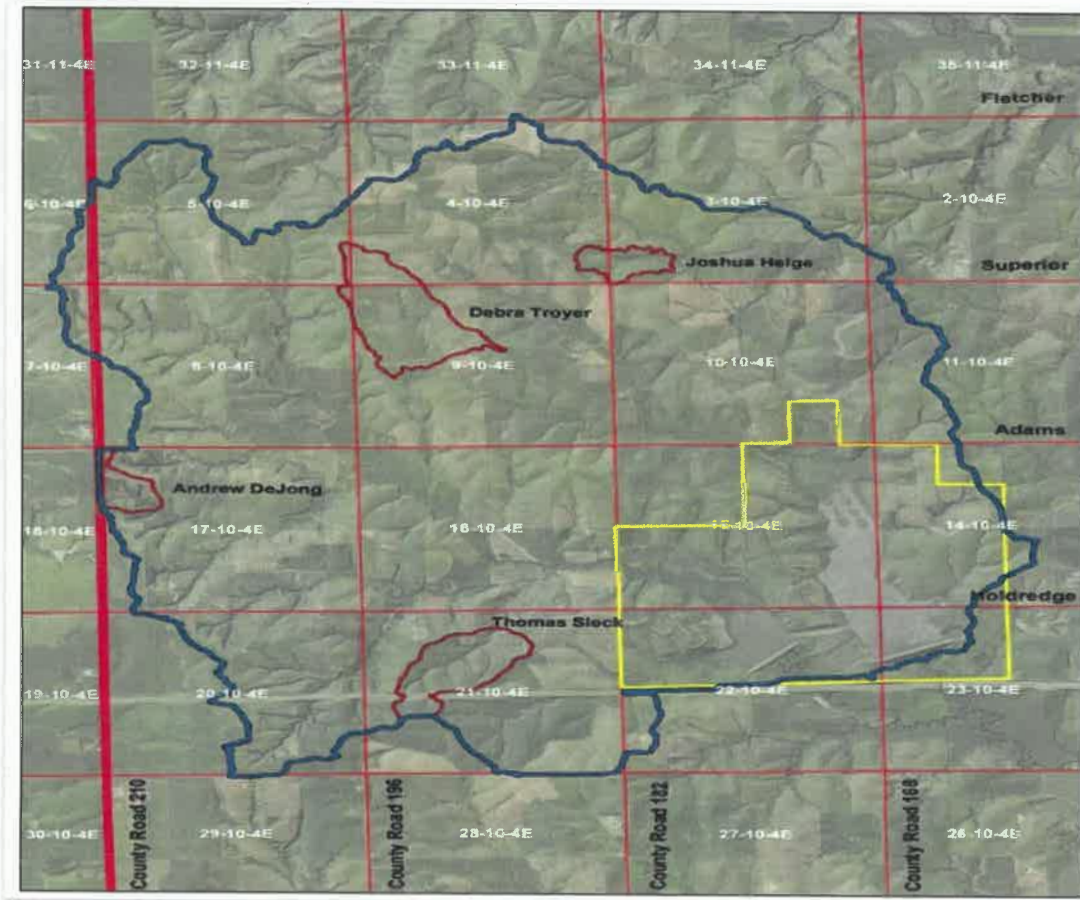 31-11-4E
32-11-4E
33-11-4E
34-11-4E
35-11-4E
Fletcher
6-10-4E
5-10-4E
4-10-4E
3-10-4E
2-10-4E
Joshua Helge
Superior
Debra Troyer
7-10-4E
8-10-4E
9-10-4E
10-10-4E
11-10-4E
Adams
Andrew DeJong
18-10-4E
17-10-4E
16-10-4E
15-10-4E
14-10-4E
Holdredge
Thomas Sleck
19-10-4E
20-10-4E
21-10-4E
22-10-4E
23-10-4E
County Road 210
County Road 196
County Road 182
County Road 168
30-10-4E
29-10-4E
28-10-4E
27-10-4E
26-10-4E